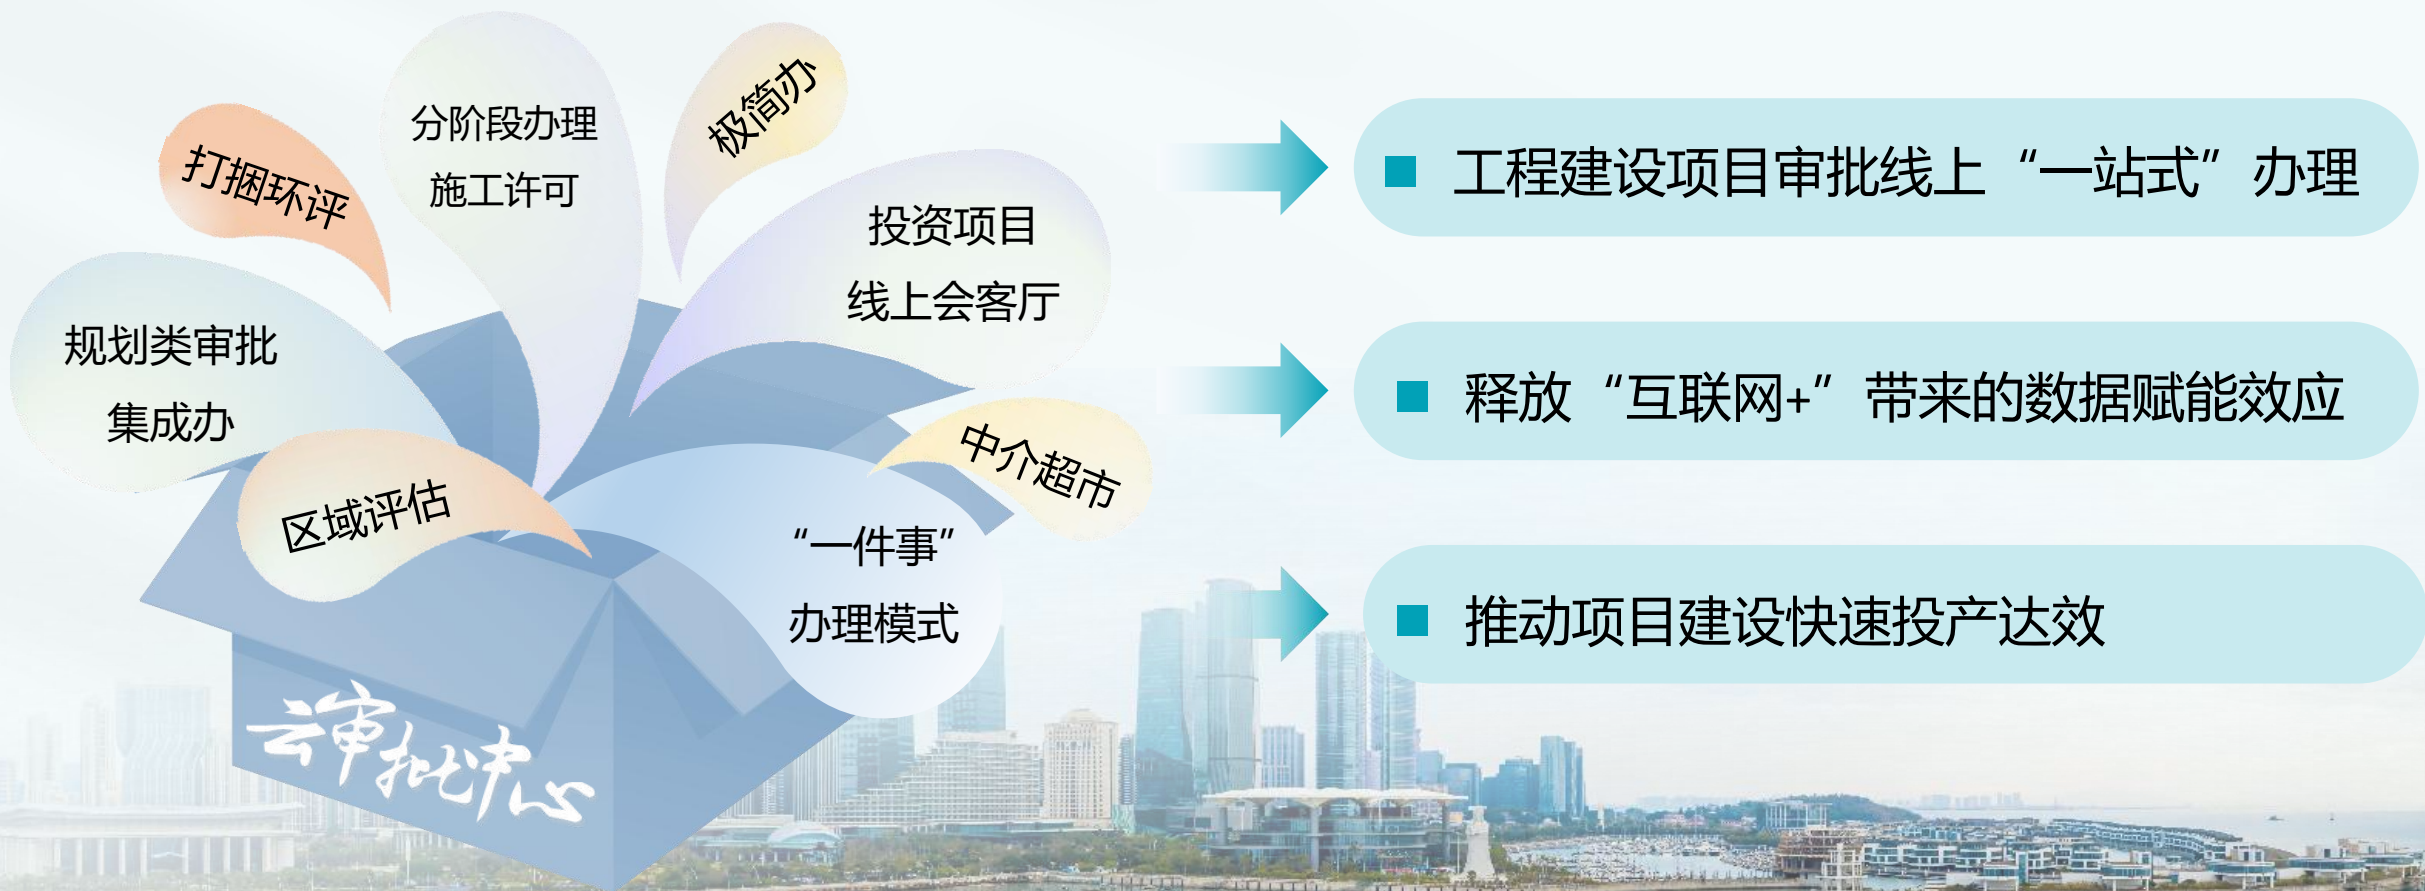 打捆环评
分阶段办理
施工许可
极简办
投资项目
线上会客厅
规划类审批
集成办
区域评估
中介超市
“一件事”
办理模式
云审批中心
■ 工程建设项目审批线上“一站式”办理
■ 释放“互联网+”带来的数据赋能效应
■ 推动项目建设快速投产达效